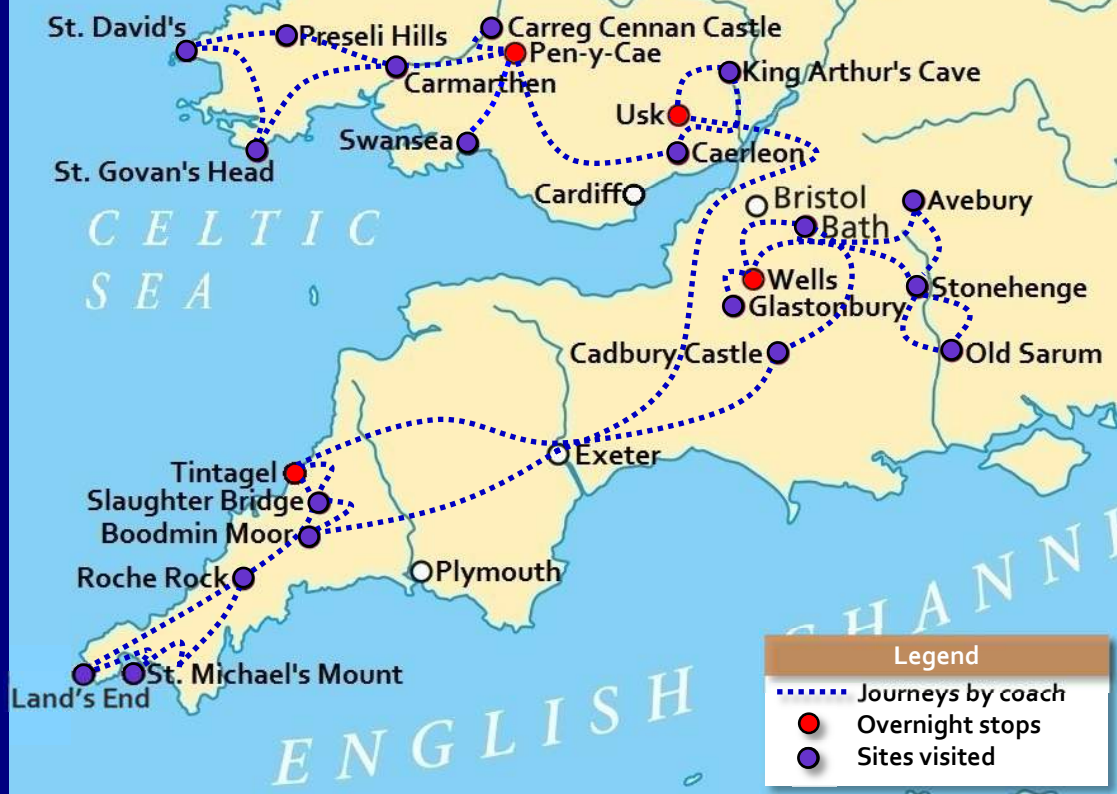 St. David's
Preseli Hills
Carreg Cennan Castle
Pen-y-Cae
King Arthur's Cave
Carmarthen
Usk
Swansea
Caerleon
St. Govan's Head
Cardiff
Bristol
Avebury
Bath
CELTIC
SEA
Wells
Stonehenge
Glastonbury
Cadbury Castle
Old Sarum
Exeter
Tintagel
Slaughter Bridge
Boodmin Moor
Roche Rock
Plymouth
St. Michael's Mount
Land's End
ENGLISH
CHANN
Legend
Journeys by coach
Overnight stops
Sites visited